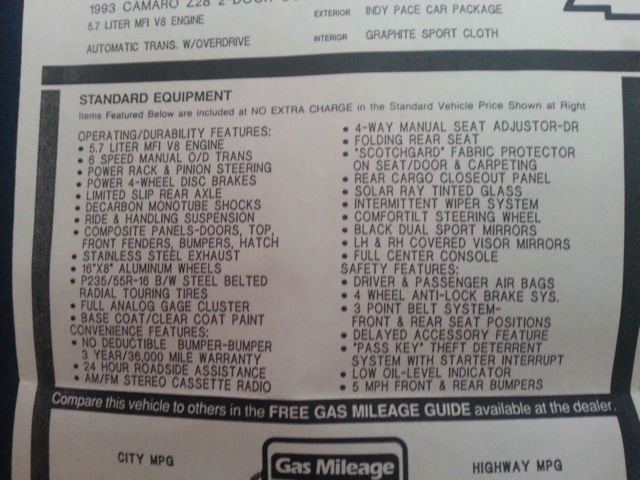 1993 CAMARO Z28 2-DOOR
5.7 LITER MFI V8 ENGINE
AUTOMATIC TRANS. W/OVERDRIVE
EXTERIOR INDY PACE CAR PACKAGE
INTERIOR GRAPHITE SPORT CLOTH
STANDARD EQUIPMENT
Items Featured Below are included at NO EXTRA CHARGE in the Standard Vehicle Price Shown at Right
OPERATING/DURABILITY FEATURES:
• 5.7 LITER MFI V8 ENGINE
• 6 SPEED MANUAL O/D TRANS
• POWER RACK & PINION STEERING
• POWER 4-WHEEL DISC BRAKES
• LIMITED SLIP REAR AXLE
• DECARBON MONOTUBE SHOCKS
• RIDE & HANDLING SUSPENSION
• COMPOSITE PANELS-DOORS, TOP,
FRONT FENDERS, BUMPERS, HATCH
• STAINLESS STEEL EXHAUST
• 16"X8" ALUMINUM WHEELS
• P235/55R-16 B/W STEEL BELTED
RADIAL TOURING TIRES
• FULL ANALOG GAGE CLUSTER
• BASE COAT/CLEAR COAT PAINT
CONVENIENCE FEATURES:
• NO DEDUCTIBLE BUMPER-BUMPER
3 YEAR/36,000 MILE WARRANTY
• 24 HOUR ROADSIDE ASSISTANCE
• AM/FM STEREO CASSETTE RADIO
• 4-WAY MANUAL SEAT ADJUSTOR-DR
• FOLDING REAR SEAT
• "SCOTCHGARD" FABRIC PROTECTOR
ON SEAT/DOOR & CARPETING
• REAR CARGO CLOSEOUT PANEL
• SOLAR RAY TINTED GLASS
• INTERMITTENT WIPER SYSTEM
• COMFORTILT STEERING WHEEL
• BLACK DUAL SPORT MIRRORS
• LH & RH COVERED VISOR MIRRORS
• FULL CENTER CONSOLE
SAFETY FEATURES:
• DRIVER & PASSENGER AIR BAGS
• 4 WHEEL ANTI-LOCK BRAKE SYS.
• 3 POINT BELT SYSTEM-
FRONT & REAR SEAT POSITIONS
• DELAYED ACCESSORY FEATURE
• "PASS KEY" THEFT DETERRENT
SYSTEM WITH STARTER INTERRUPT
• LOW OIL-LEVEL INDICATOR
• 5 MPH FRONT & REAR BUMPERS
Compare this vehicle to others in the FREE GAS MILEAGE GUIDE available at the dealer.
CITY MPG
Gas Mileage
HIGHWAY MPG